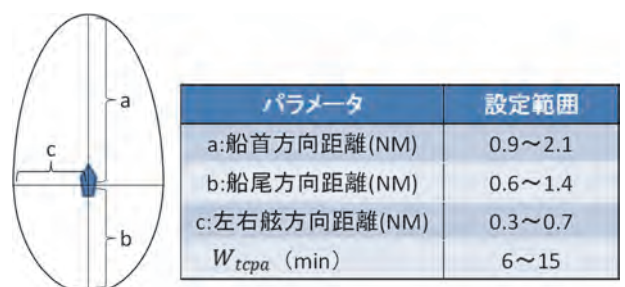 a
c
b
パラメータ 設定範囲
a:船首方向距離(NM) 0.9～2.1
b:船尾方向距離(NM) 0.6～1.4
c:左右舷方向距離(NM) 0.3～0.7
W_tcpa (min) 6～15